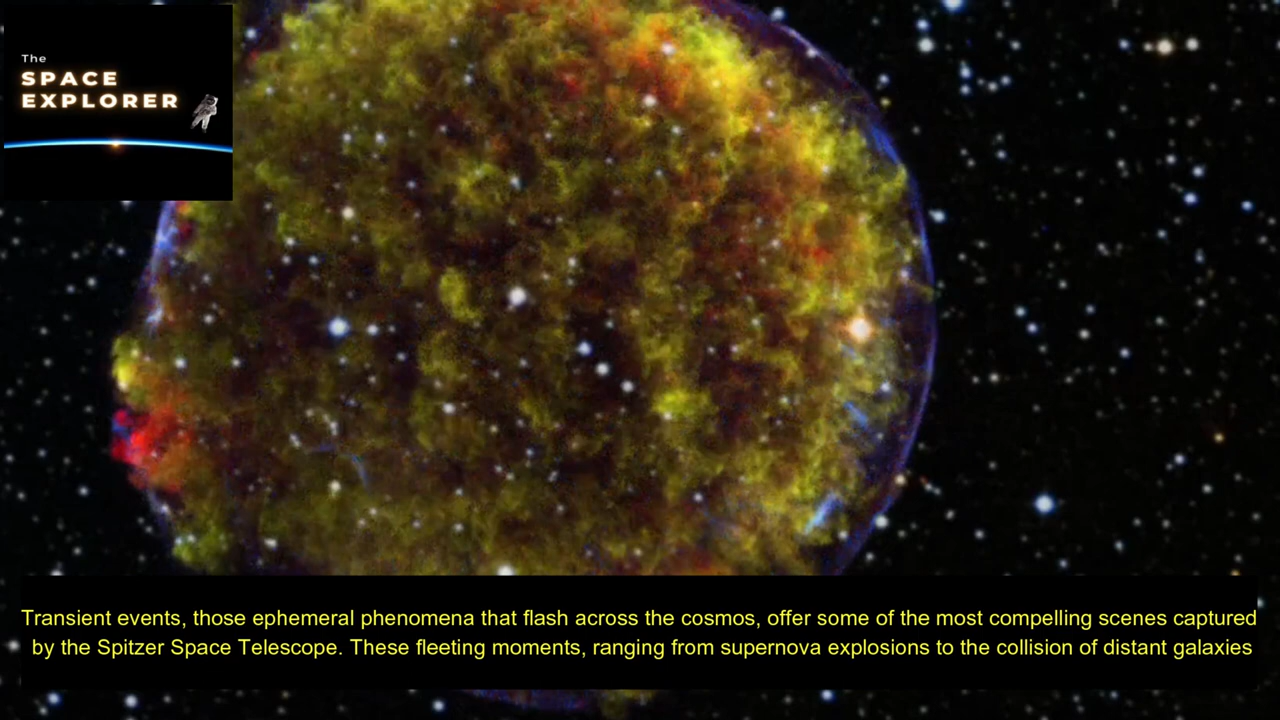 The
SPACE
EXPLORER
Transient events, those ephemeral phenomena that flash across the cosmos, offer some of the most compelling scenes captured
by the Spitzer Space Telescope. These fleeting moments, ranging from supernova explosions to the collision of distant galaxies